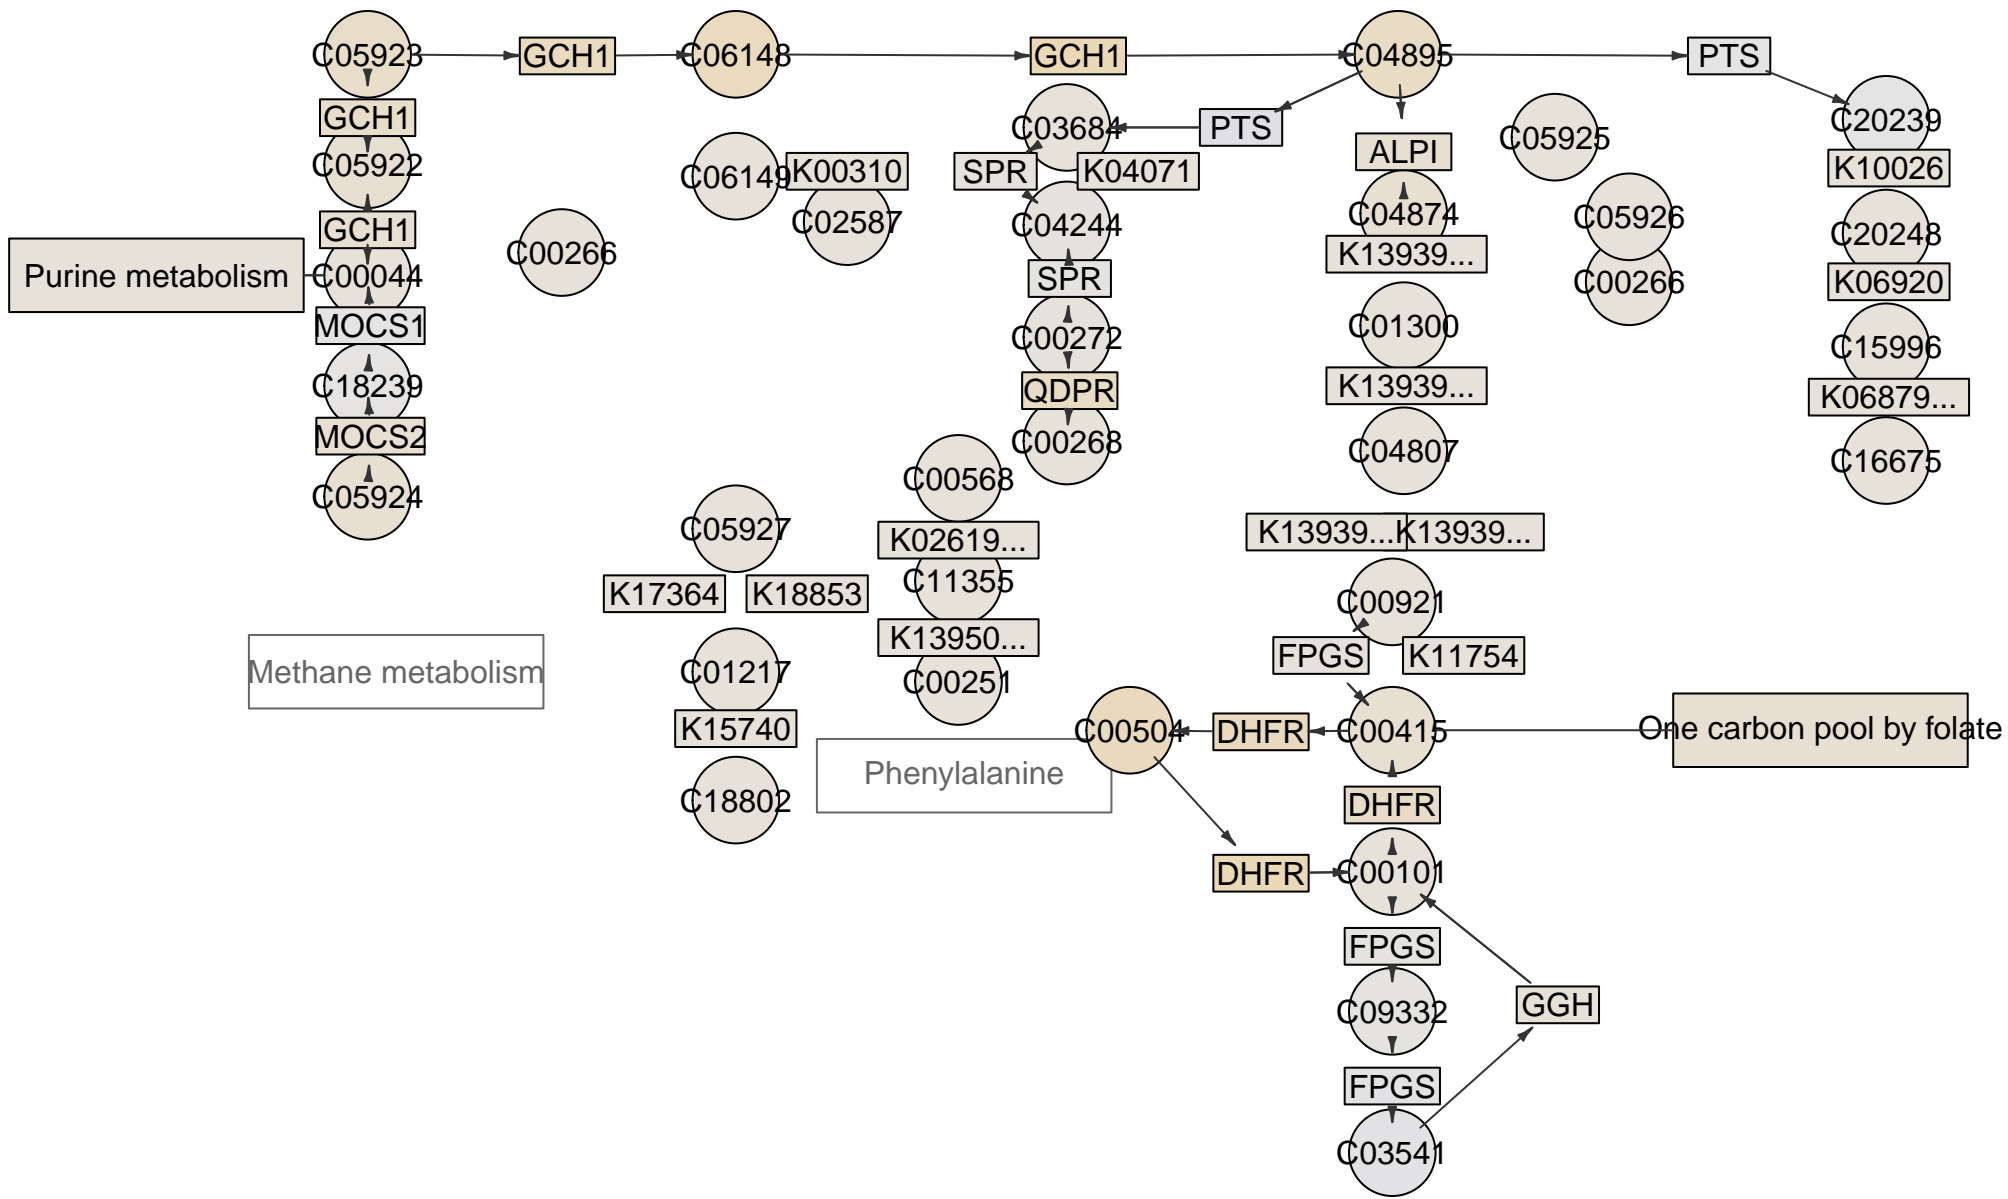 C05923
GCH1
C06148
GCH1
C04895
PTS
GCH1
C03684
PTS
C05925
C20239
C05922
C06149
K00310
SPR
K04071
ALPI
K10026
GCH1
C00266
C02587
C04244
C04874
C05926
C20248
Purine metabolism
C00044
SPR
K13939...
C00266
K06920
MOCS1
C00272
C01300
C15996
C18239
QDPR
K13939...
K06879...
MOCS2
C00268
C04807
C16675
C05924
C00568
C05927
K02619...
K13939...
K13939...
K17364
K18853
C11355
C00921
Methane metabolism
C01217
K13950...
FPGS
K11754
C00251
K15740
C00504
DHFR
C00415
One carbon pool by folate
Phenylalanine
C18802
DHFR
DHFR
C00101
FPGS
C09332
GGH
FPGS
C03541